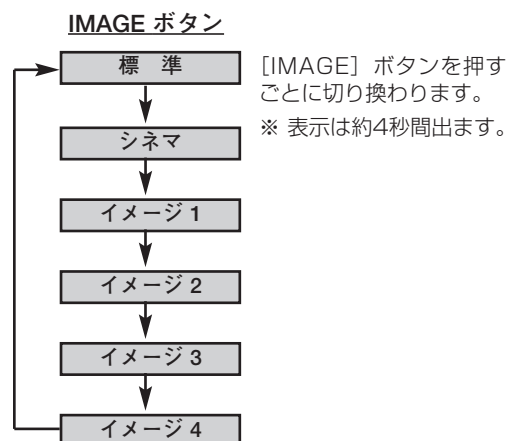 IMAGE ボタン
標　準
シネマ
イメージ 1
イメージ 2
イメージ 3
イメージ 4
［IMAGE］ボタンを押す
ごとに切り換わります。
※ 表示は約4秒間出ます。